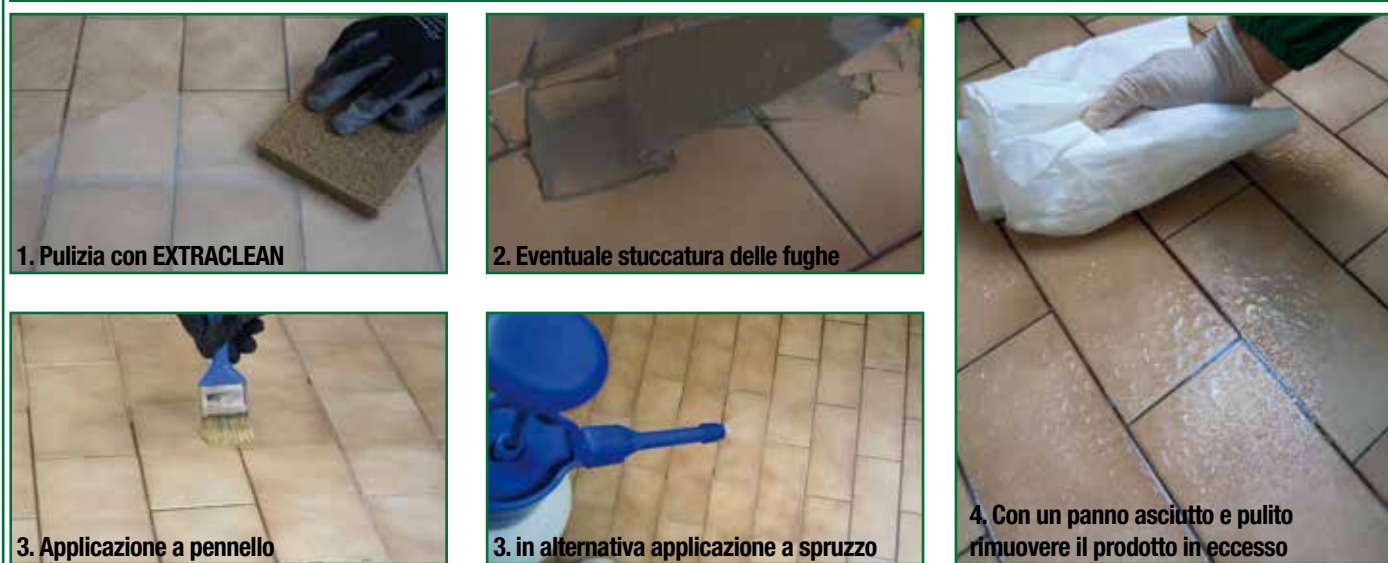 1. Pulizia con EXTRACLEAN
2. Eventuale stuccatura delle fughe
3. Applicazione a pennello
3. in alternativa applicazione a spruzzo
4. Con un panno asciutto e pulito
rimuovere il prodotto in eccesso